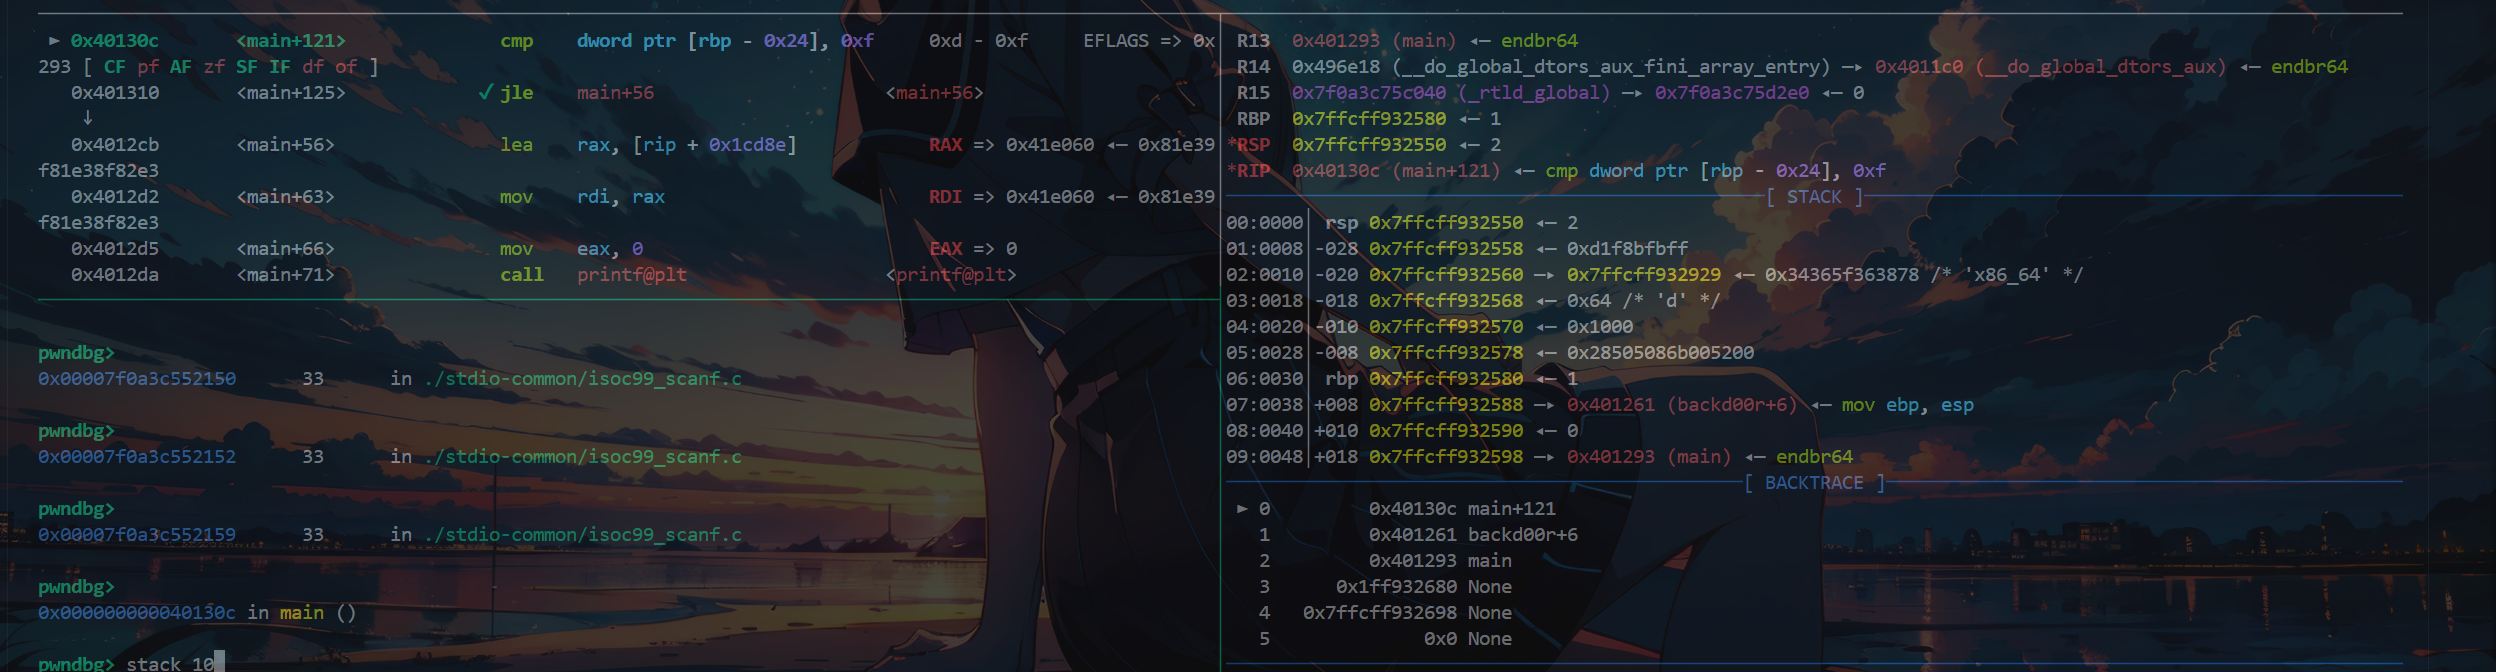 ► 0x40130c <main+121> cmp dword ptr [rbp - 0x24], 0xf 0xd - 0xf EFLAGS => 0x
293 [ CF pf AF zf SF IF df of ]
0x401310 <main+125> ✓ jle main+56 <main+56>
↓
0x4012cb <main+56> lea rax, [rip + 0x1cd8e] RAX => 0x41e060 ◂— 0x81e39
f81e38f82e3
0x4012d2 <main+63> mov rdi, rax RDI => 0x41e060 ◂— 0x81e39
f81e38f82e3
0x4012d5 <main+66> mov eax, 0 EAX => 0
0x4012da <main+71> call printf@plt <printf@plt>
pwndbg>
0x00007f0a3c552150 33 in ./stdio-common/isoc99_scanf.c
pwndbg>
0x00007f0a3c552152 33 in ./stdio-common/isoc99_scanf.c
pwndbg>
0x00007f0a3c552159 33 in ./stdio-common/isoc99_scanf.c
pwndbg>
0x000000000040130c in main ()
pwndbg> stack 10
R13 0x401293 (main) ◂— endbr64
R14 0x496e18 (__do_global_dtors_aux_fini_array_entry) —▸ 0x4011c0 (__do_global_dtors_aux) ◂— endbr64
R15 0x7f0a3c75c040 (_rtld_global) —▸ 0x7f0a3c75d2e0 ◂— 0
RBP 0x7ffcff932580 ◂— 1
*RSP 0x7ffcff932550 ◂— 2
*RIP 0x40130c (main+121) ◂— cmp dword ptr [rbp - 0x24], 0xf
[ STACK ]
00:0000│ rsp 0x7ffcff932550 ◂— 2
01:0008│-028 0x7ffcff932558 ◂— 0xd1f8bfbff
02:0010│-020 0x7ffcff932560 —▸ 0x7ffcff932929 ◂— 0x34365f363878 /* 'x86_64' */
03:0018│-018 0x7ffcff932568 ◂— 0x64 /* 'd' */
04:0020│-010 0x7ffcff932570 ◂— 0x1000
05:0028│-008 0x7ffcff932578 ◂— 0x28505086b005200
06:0030│ rbp 0x7ffcff932580 ◂— 1
07:0038│+008 0x7ffcff932588 —▸ 0x401261 (backd00r+6) ◂— mov ebp, esp
08:0040│+010 0x7ffcff932590 ◂— 0
09:0048│+018 0x7ffcff932598 —▸ 0x401293 (main) ◂— endbr64
[ BACKTRACE ]
► 0 0x40130c main+121
1 0x401261 backd00r+6
2 0x401293 main
3 0x1ff932680 None
4 0x7ffcff932698 None
5 0x0 None